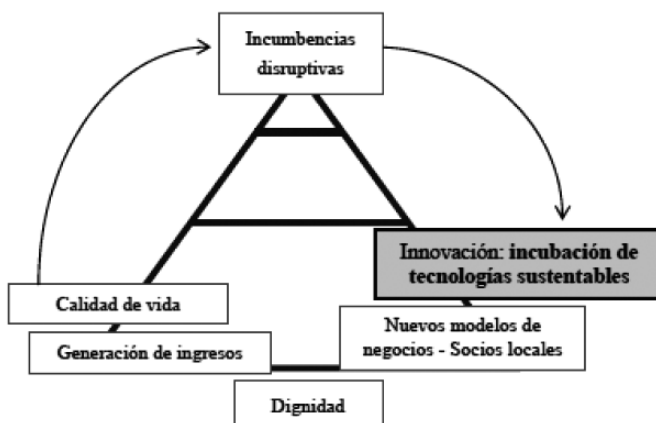 Incumbencias
disruptivas
Innovación: incubación de
tecnologías sustentables
Calidad de vida
Generación de ingresos
Nuevos modelos de
negocios - Socios locales
Dignidad